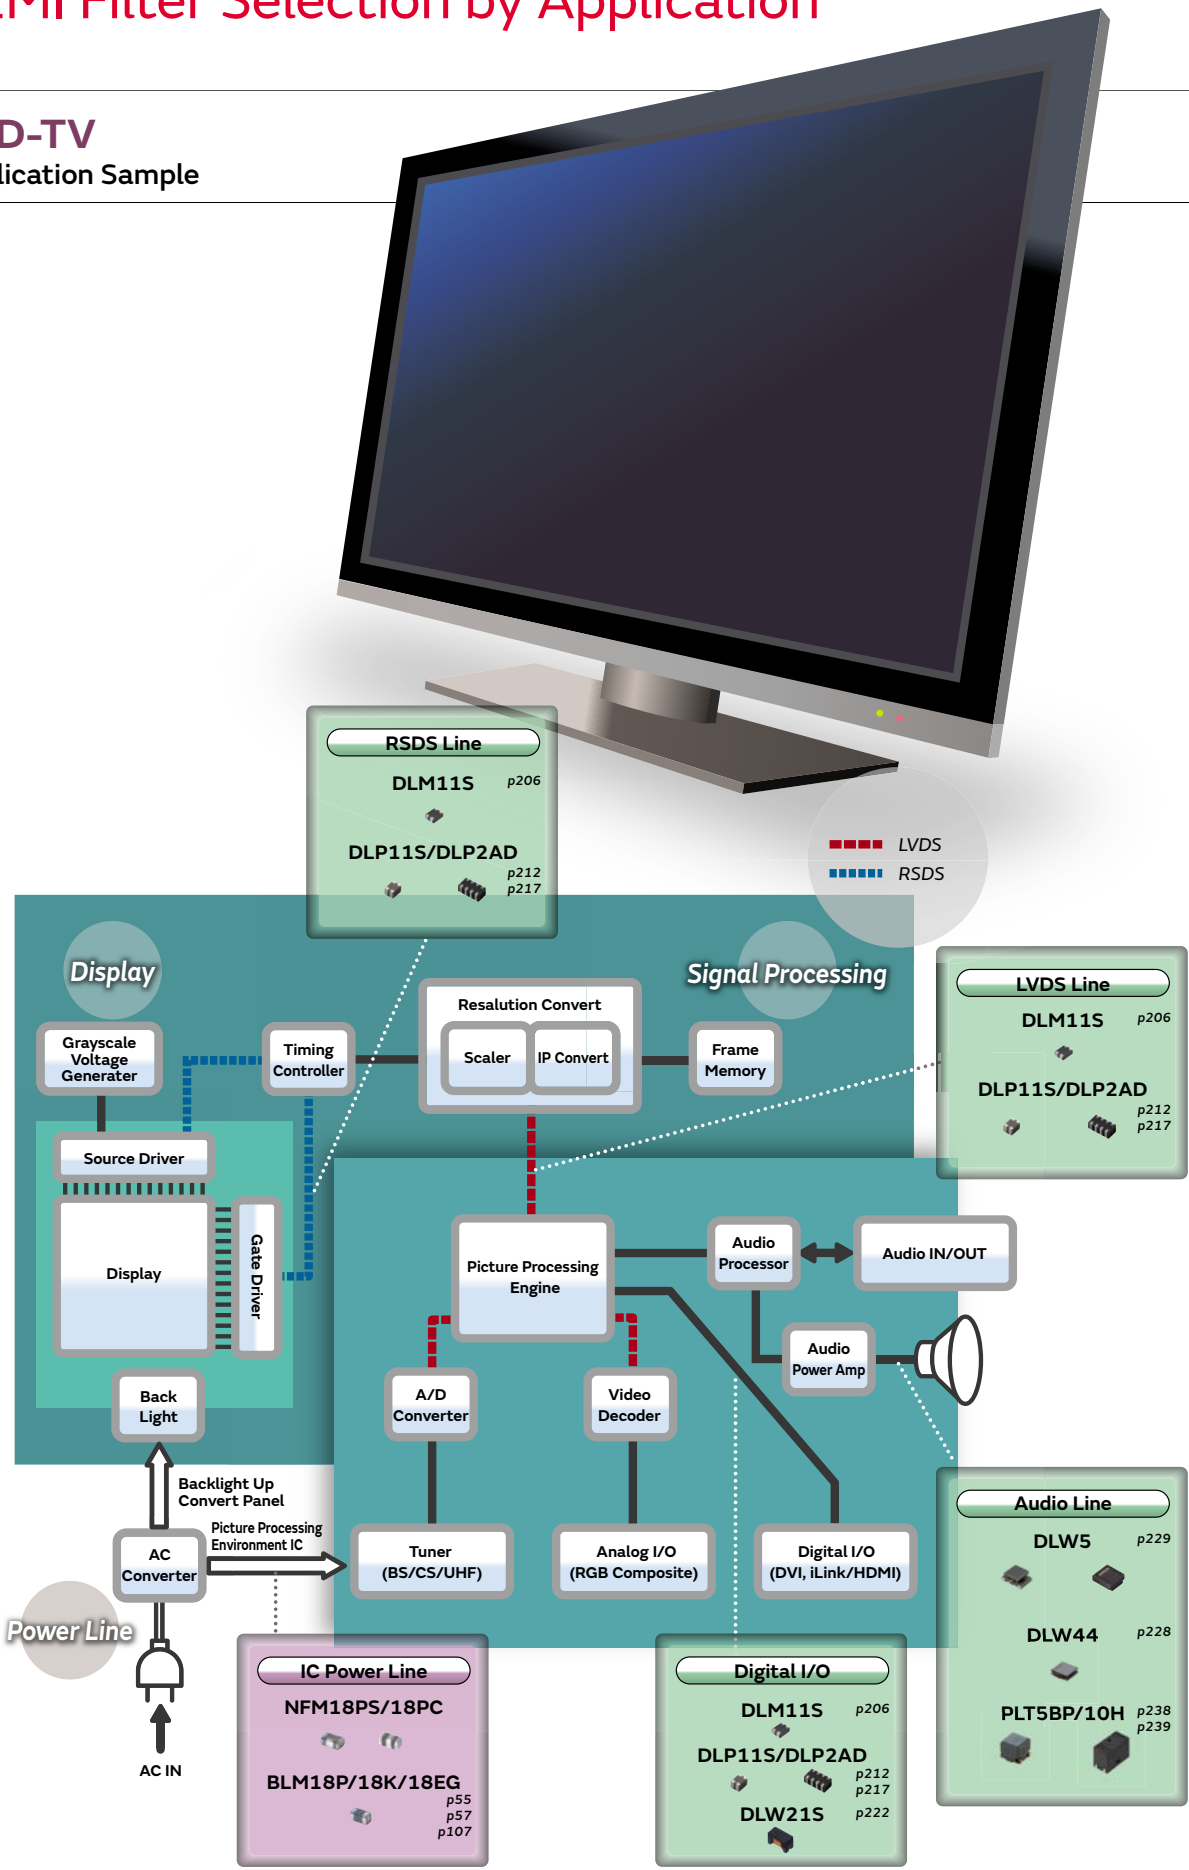 EMI Filter Selection by Application
D-TV
lication Sample
RSDS Line
DLM11S p206
DLP11S/DLP2AD
p212
p217
LVDS
RSDS
Display
Signal Processing
LVDS Line
DLM11S p206
DLP11S/DLP2AD
p212
p217
Resalution Convert
Scaler
IP Convert
Grayscale
Voltage
Generater
Timing
Controller
Frame
Memory
Source Driver
Display
Gate Driver
Back
Light
Picture Processing
Engine
Audio
Processor
Audio IN/OUT
Audio
Power Amp
A/D
Converter
Video
Decoder
Backlight Up
Convert Panel
Picture Processing
Environment IC
AC
Converter
Tuner
(BS/CS/UHF)
Analog I/O
(RGB Composite)
Digital I/O
(DVI, iLink/HDMI)
Power Line
AC IN
IC Power Line
NFM18PS/18PC
BLM18P/18K/18EG
p55
p57
p107
Digital I/O
DLM11S p206
DLP11S/DLP2AD
p212
p217
DLW21S p222
Audio Line
DLW5 p229
DLW44 p228
PLT5BP/10H p238
p239